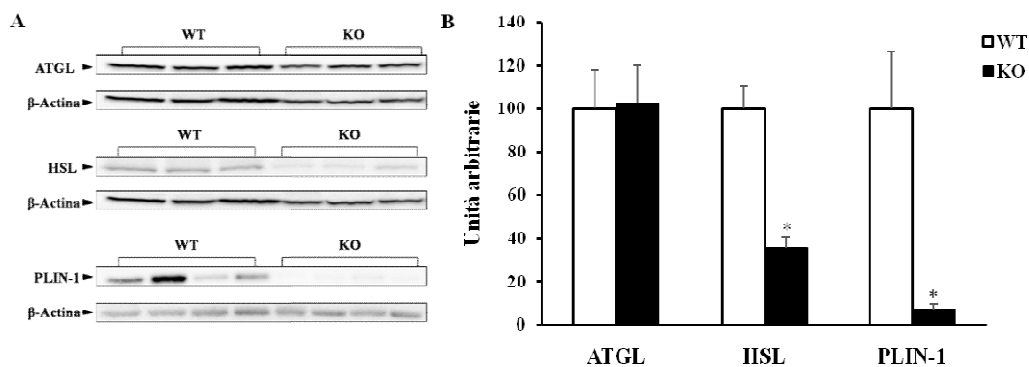 A
WT KO
ATGL
β-Actina
WT KO
HSL
β-Actina
WT KO
PLIN-1
β-Actina
B
Unità arbitrarie
140
120
100
80
60
40
20
0
*
*
ATGL HSL PLIN-1
WT
KO